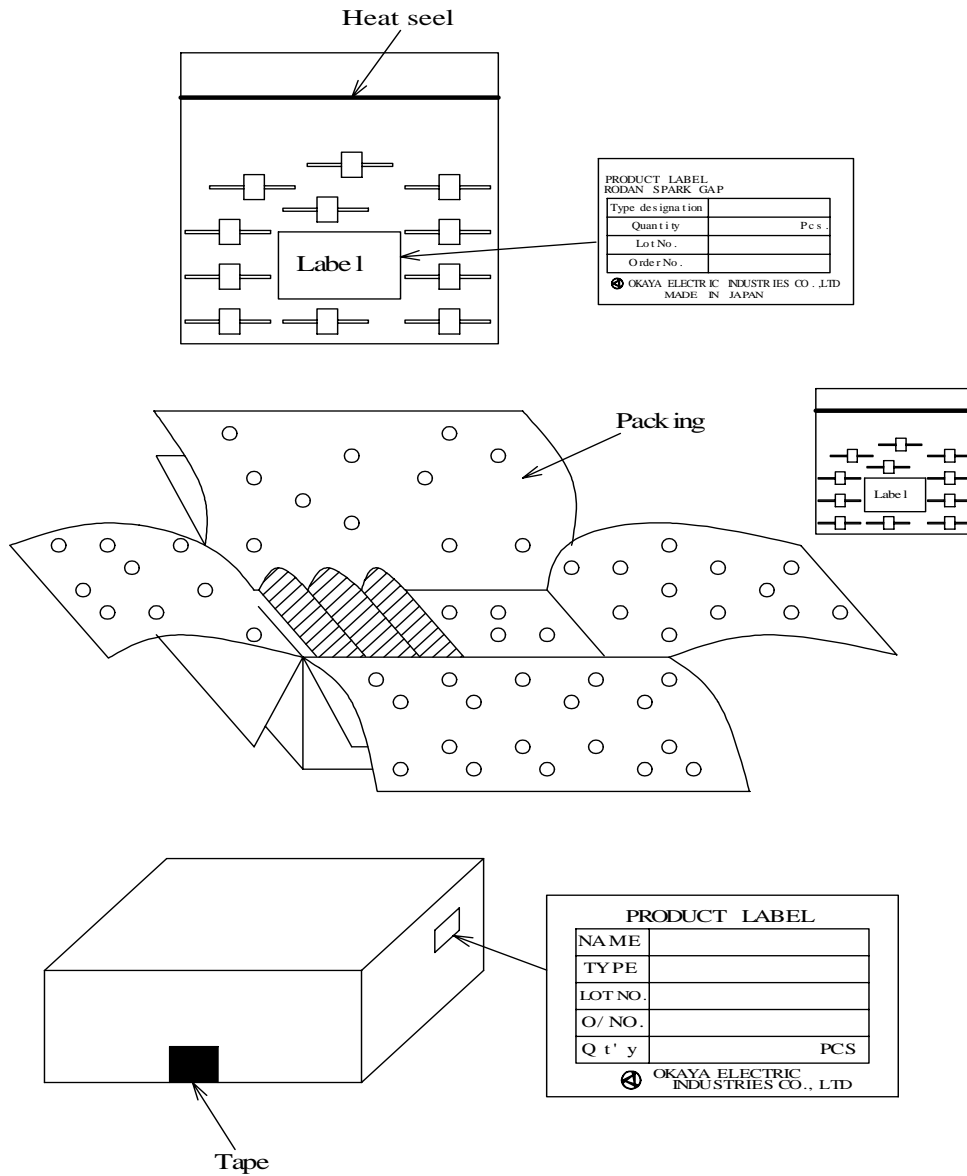 Heat seel
Label
PRODUCT LABEL
RODAN SPARK GAP
Type designation
Quantity Pcs.
Lot No.
Order No.
OKAYA ELECTRIC INDUSTRIES CO.,LTD
MADE IN JAPAN
Packing
Label
PRODUCT LABEL
NAME
TYPE
LOT NO.
O/NO.
Qt'y PCS
OKAYA ELECTRIC
INDUSTRIES CO., LTD
Tape